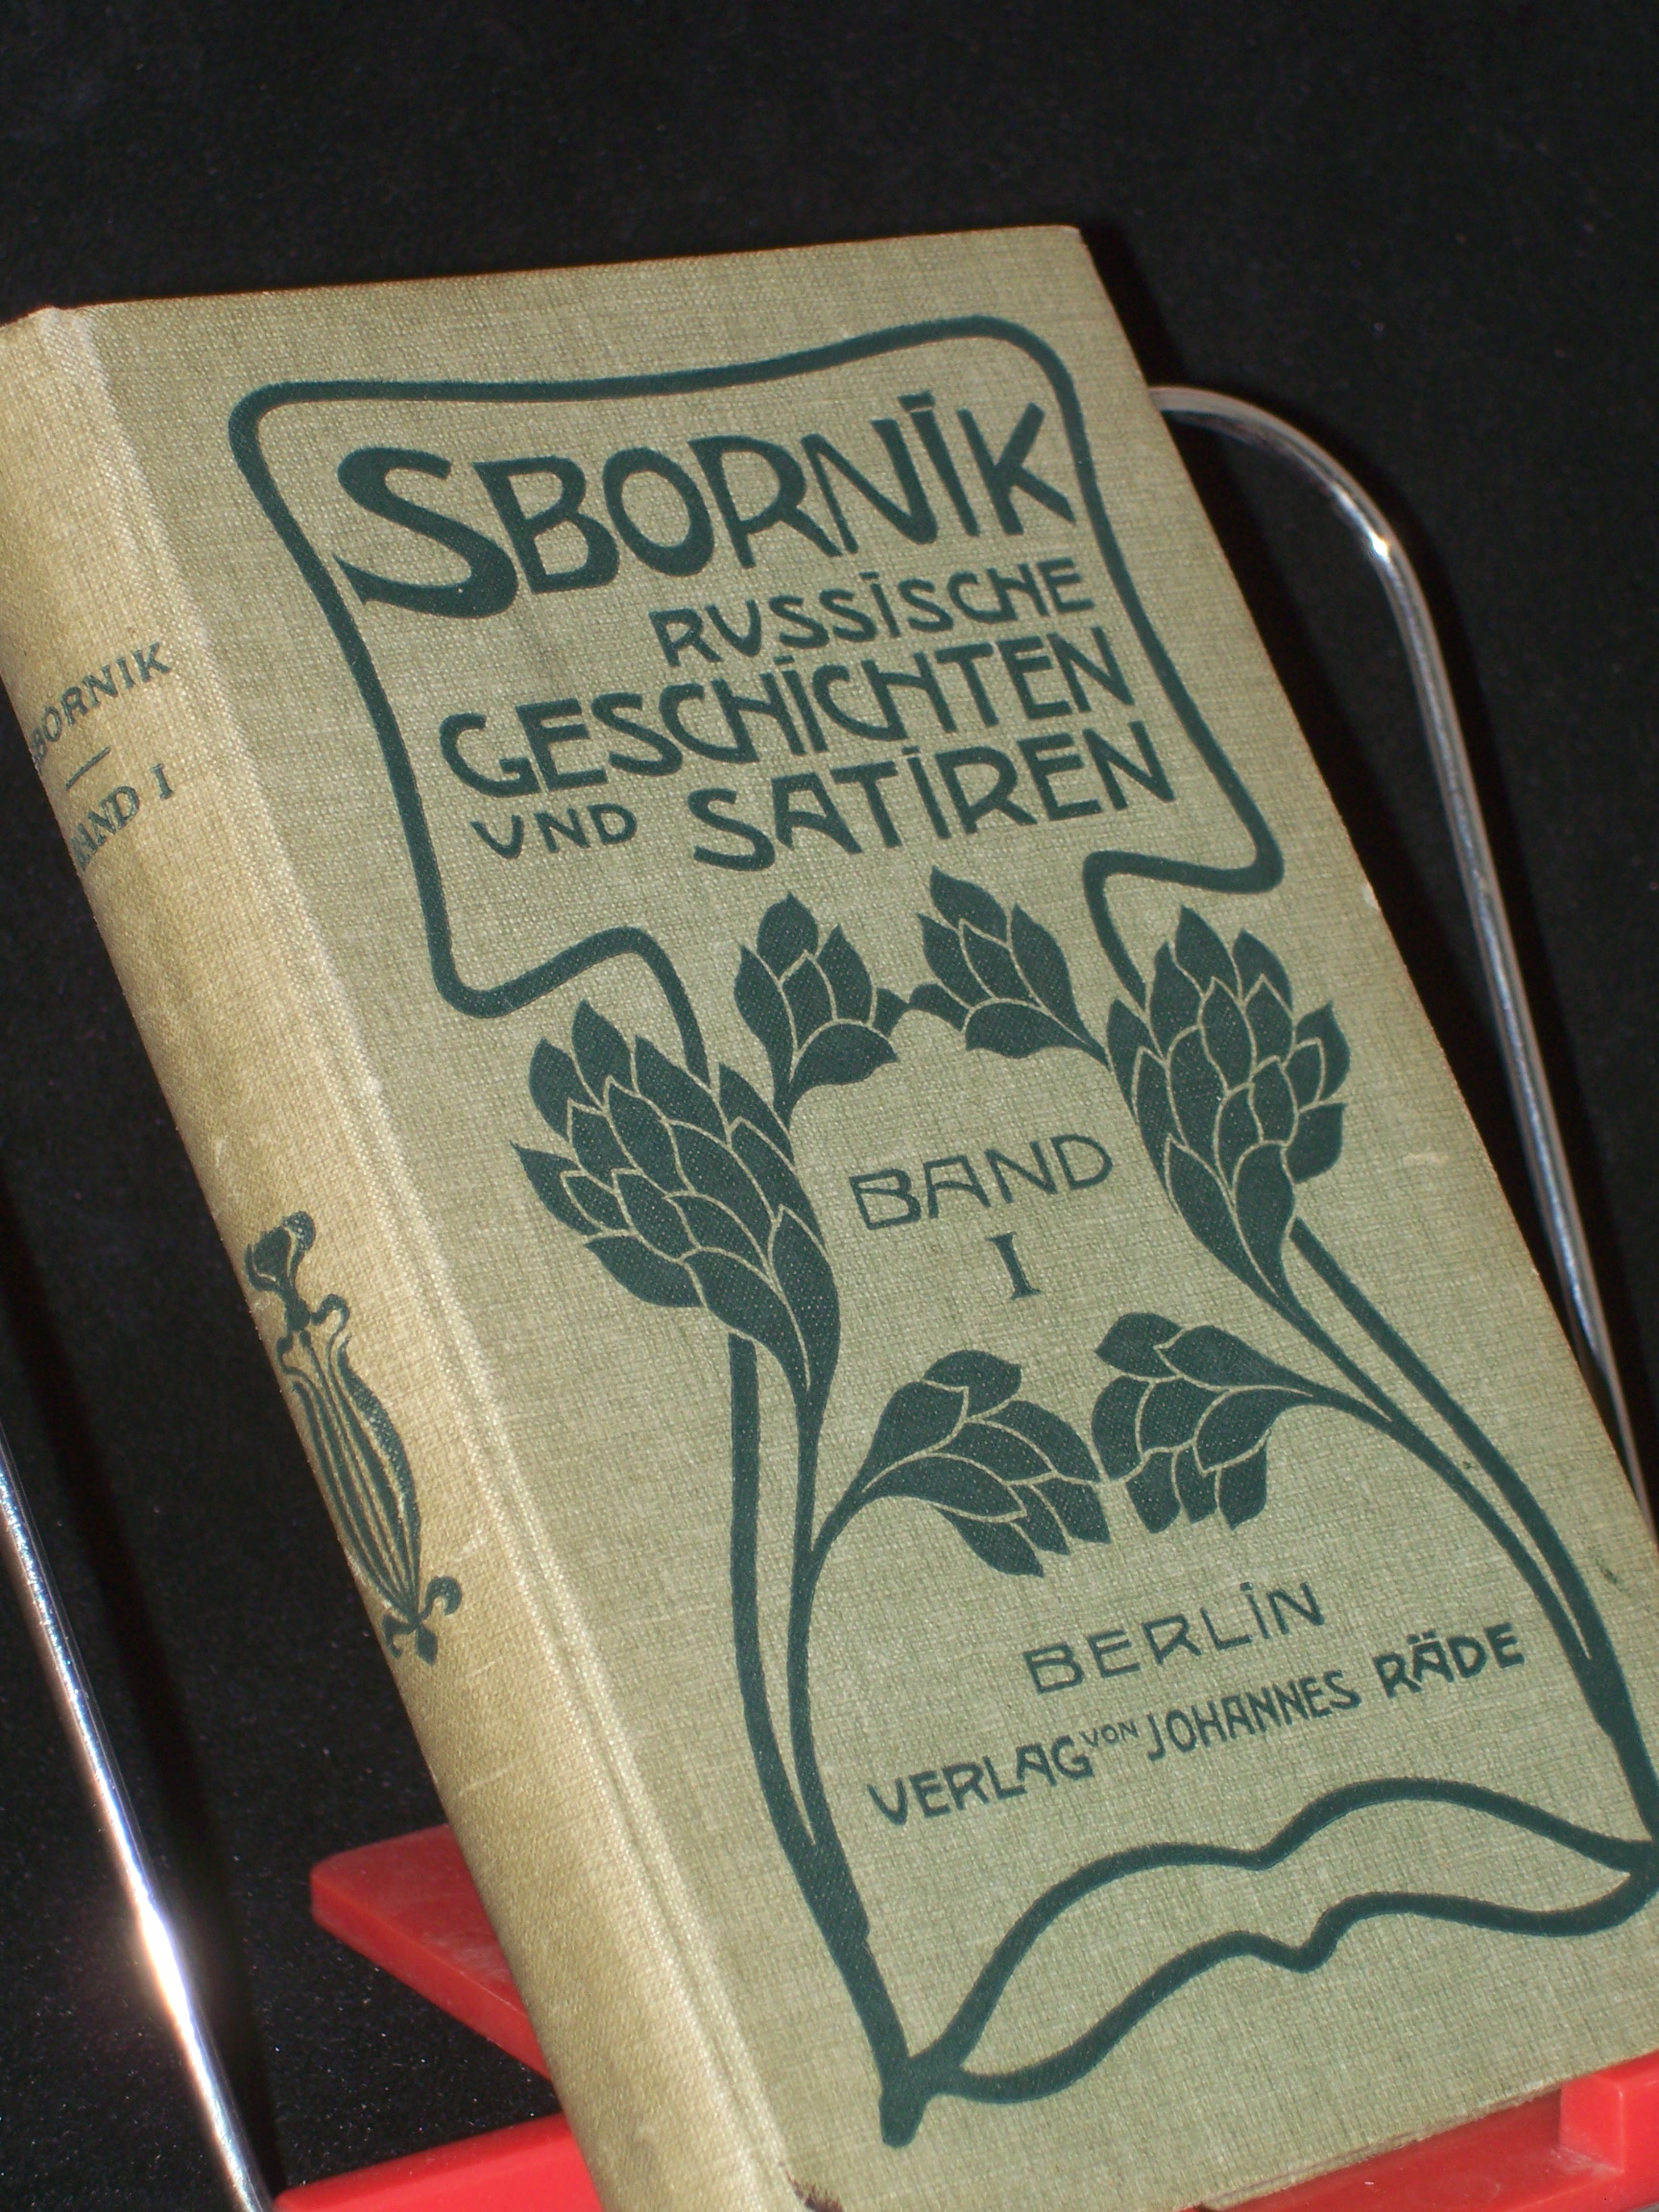 SBORNIK
RUSSISCHE
GESCHICHTEN
UND SATIREN
BAND
I
BERLIN
VERLAG VON JOHANNES RÄDE
SBORNIK
BAND I